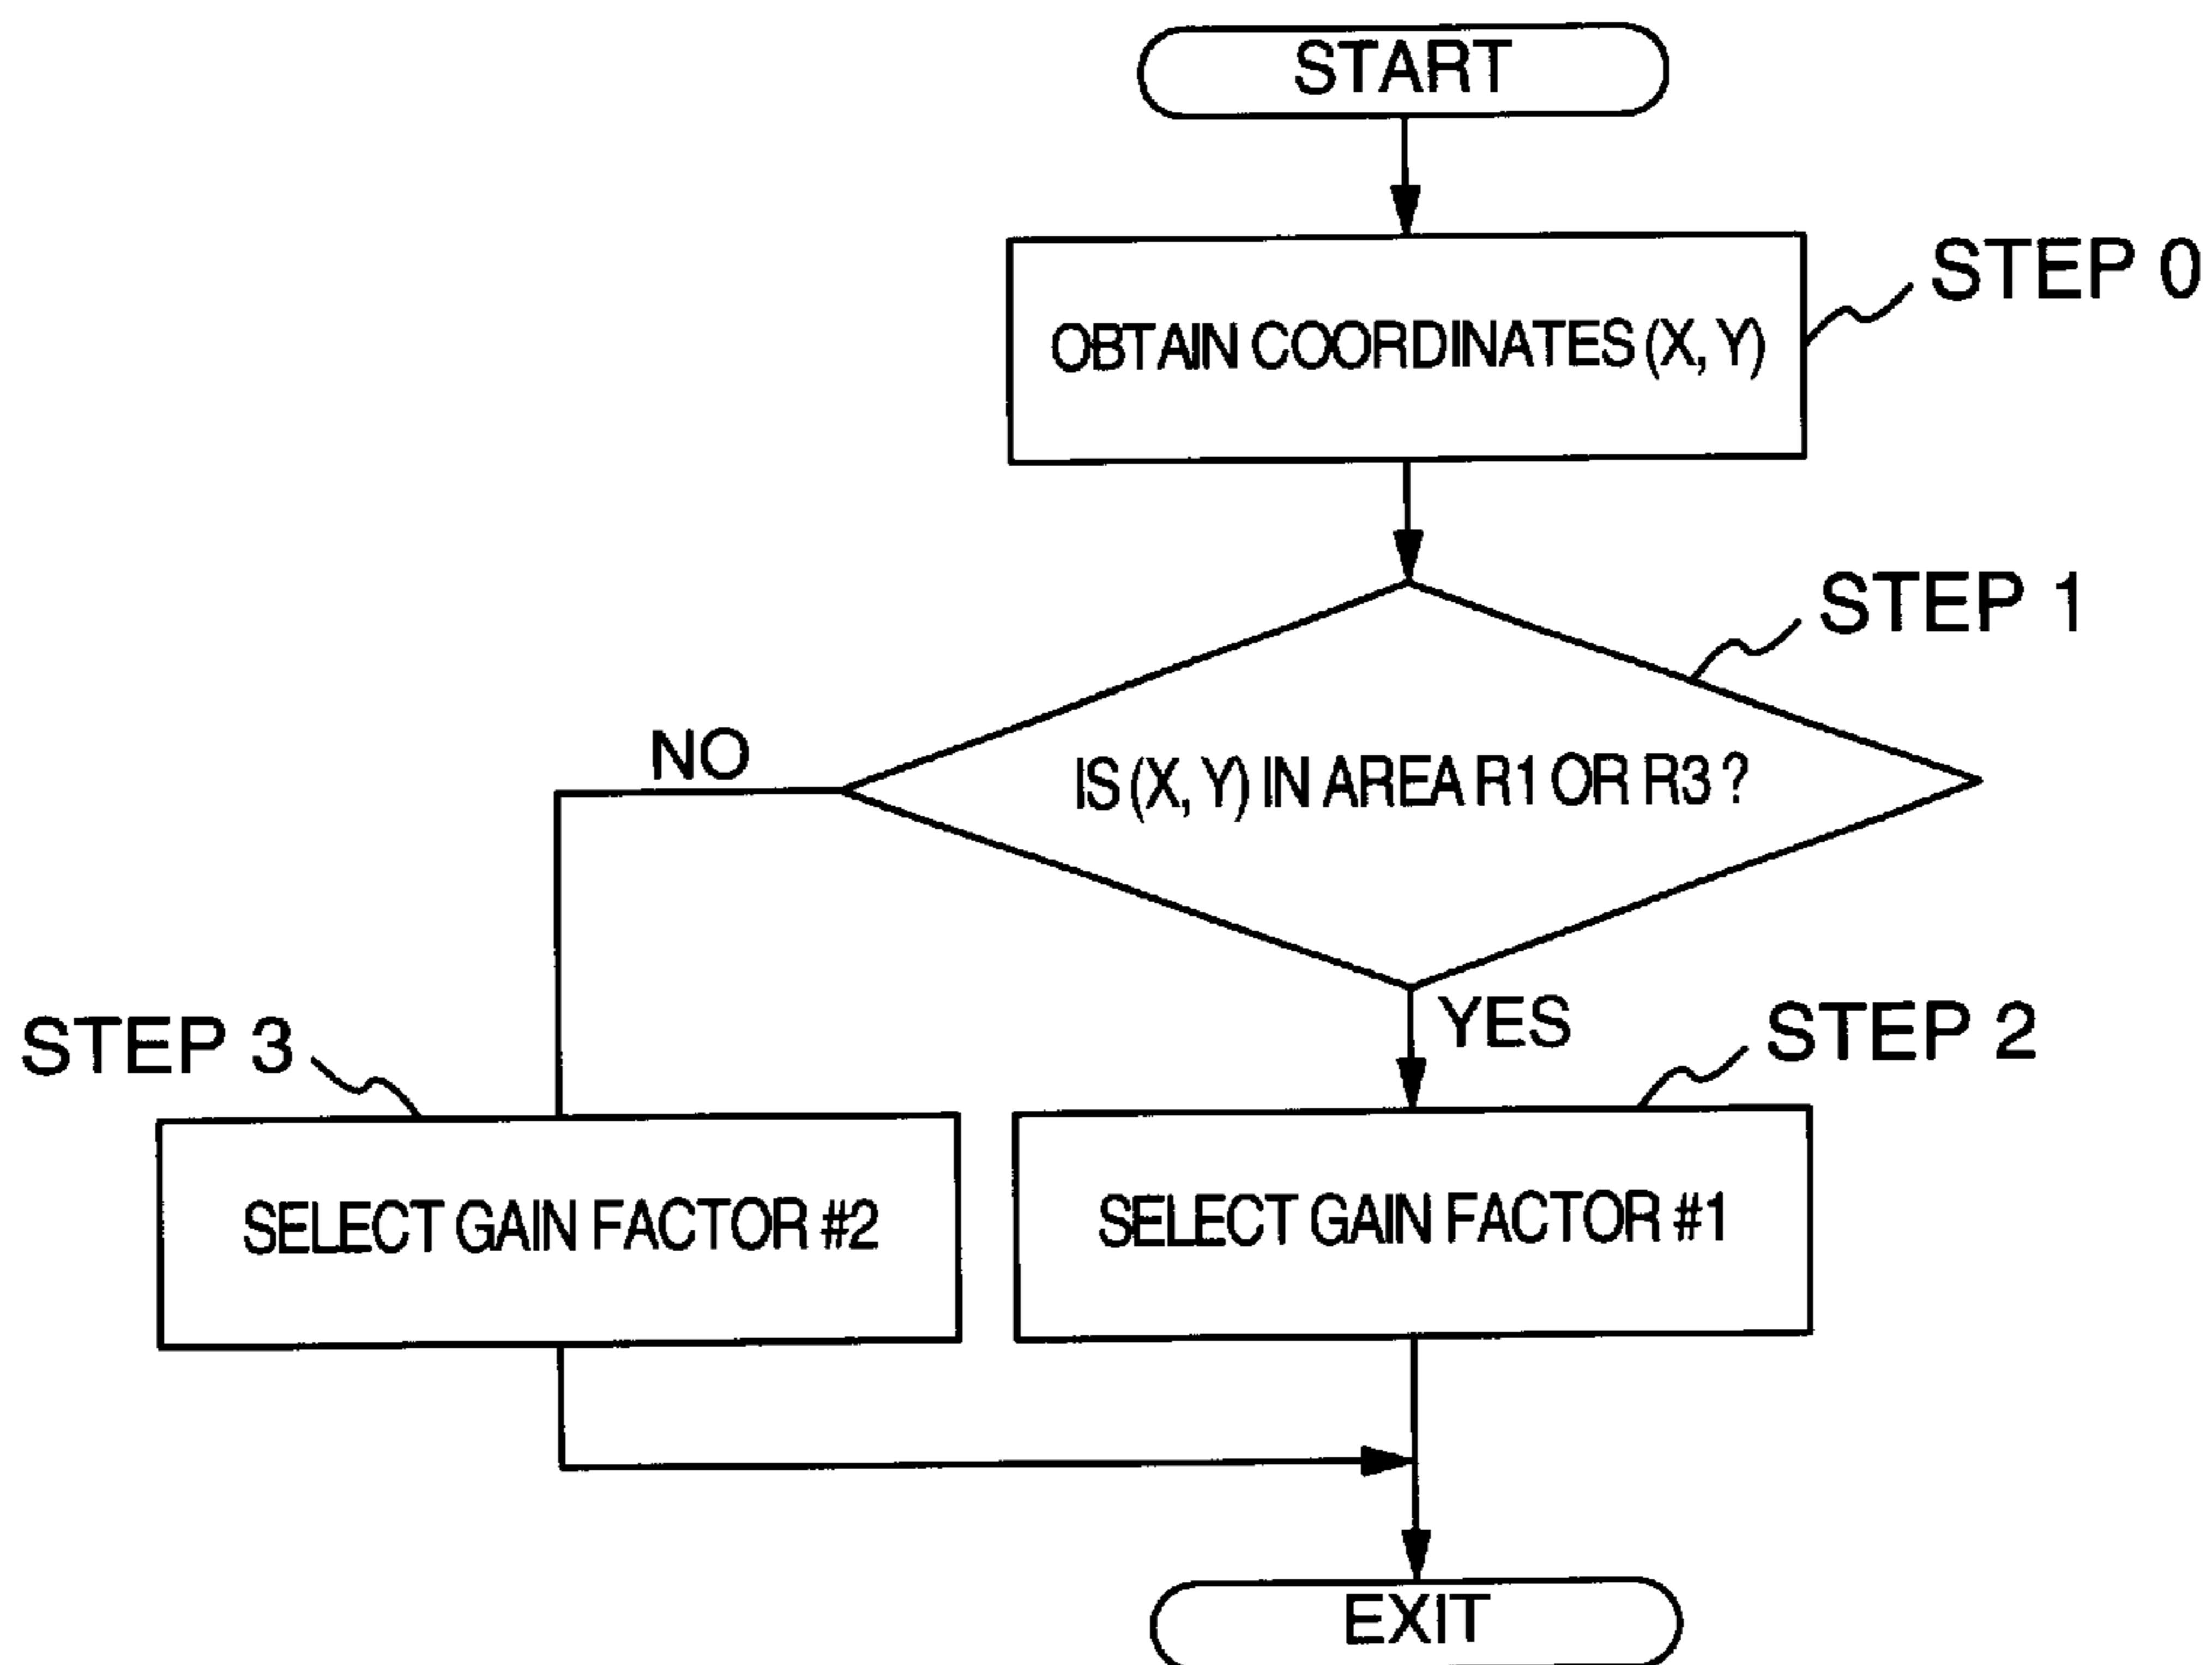 START
OBTAIN COORDINATES (X, Y)
STEP 0
STEP 1
IS (X, Y) IN AREA R1 OR R3 ?
NO
YES
STEP 3
STEP 2
SELECT GAIN FACTOR #2
SELECT GAIN FACTOR #1
EXIT